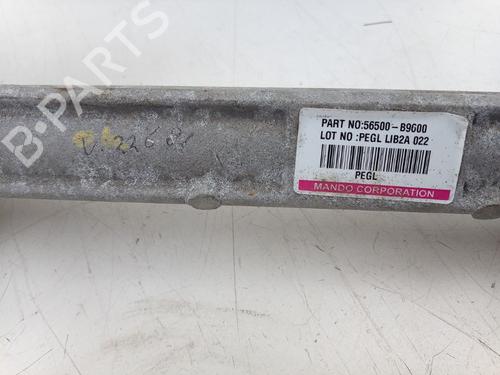 B-Parts
PART NO:56500-B9600
LOT NO :PEGL LIB2A 022
PEGL
MANDO CORPORATION